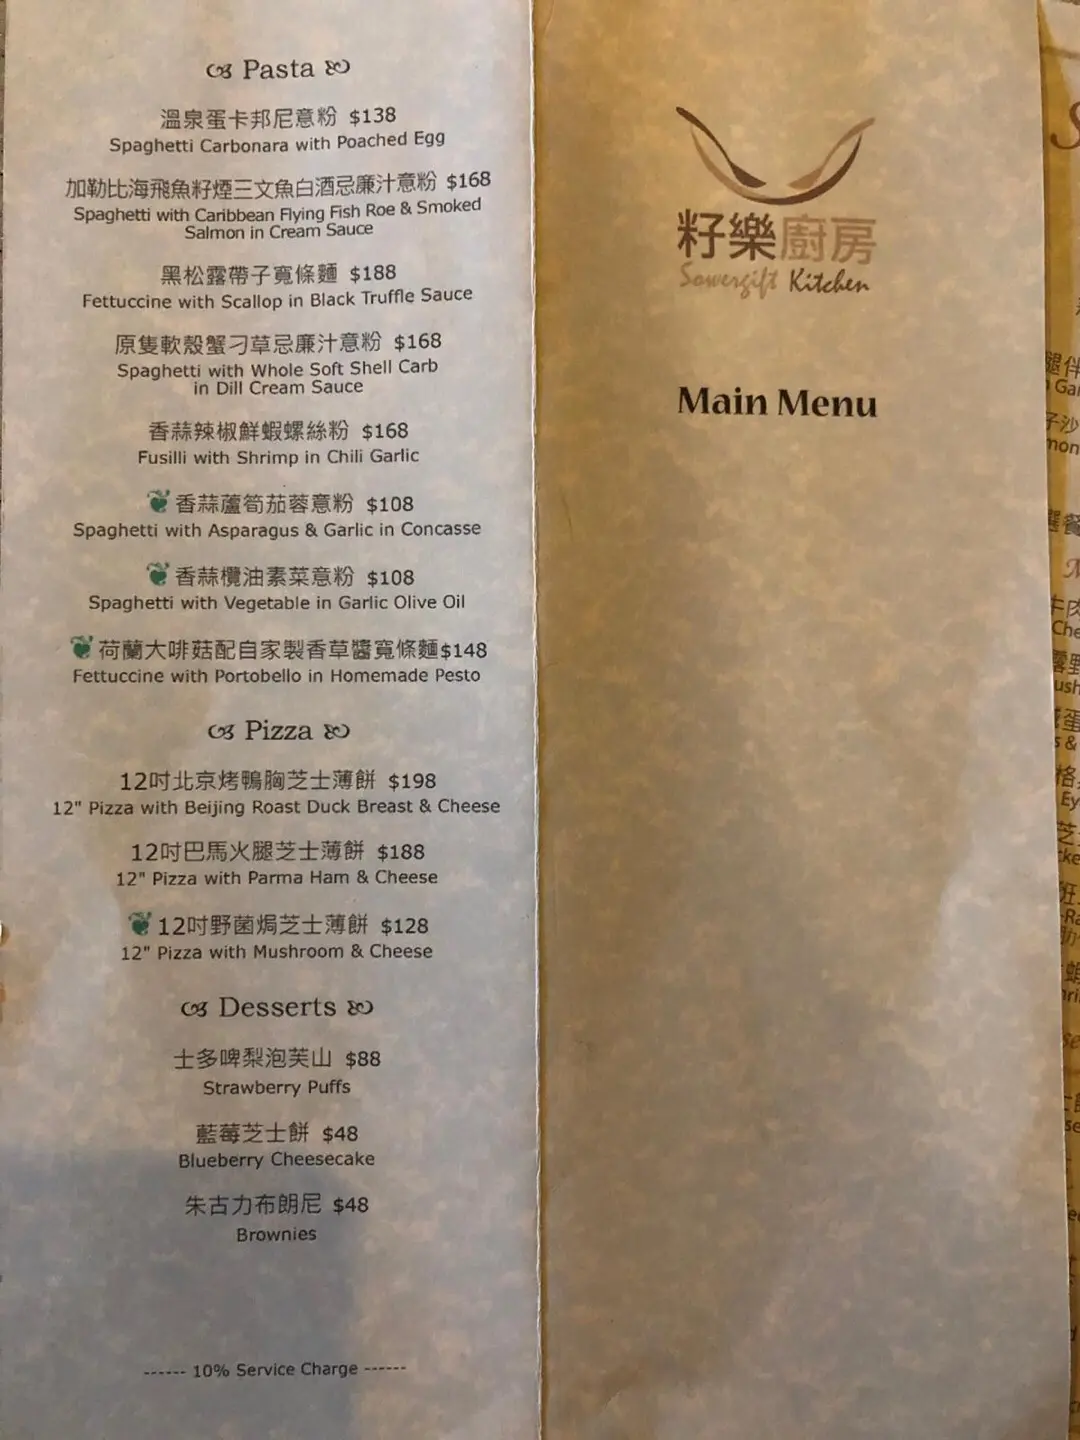 Pasta
溫泉蛋卡邦尼意粉 $138
Spaghetti Carbonara with Poached Egg
加勒比海飛魚籽煙三文魚白酒忌廉汁意粉 $168
Spaghetti with Caribbean Flying Fish Roe & Smoked
Salmon in Cream Sauce
黑松露帶子寬條麵 $188
Fettuccine with Scallop in Black Truffle Sauce
原隻軟殼蟹刁草忌廉汁意粉 $168
Spaghetti with Whole Soft Shell Carb
in Dill Cream Sauce
香蒜辣椒鮮蝦螺絲粉 $168
Fusilli with Shrimp in Chili Garlic
香蒜蘆筍茄蓉意粉 $108
Spaghetti with Asparagus & Garlic in Concasse
香蒜欖油素菜意粉 $108
Spaghetti with Vegetable in Garlic Olive Oil
荷蘭大啡菇配自家製香草醬寬條麵$148
Fettuccine with Portobello in Homemade Pesto
Pizza
12吋北京烤鴨胸芝士薄餅 $198
12" Pizza with Beijing Roast Duck Breast & Cheese
12吋巴馬火腿芝士薄餅 $188
12" Pizza with Parma Ham & Cheese
12吋野菌焗芝士薄餅 $128
12" Pizza with Mushroom & Cheese
Desserts
士多啤梨泡芙山 $88
Strawberry Puffs
藍莓芝士餅 $48
Blueberry Cheesecake
朱古力布朗尼 $48
Brownies
------ 10% Service Charge ------
籽樂廚房
Sowergift Kitchen
Main Menu